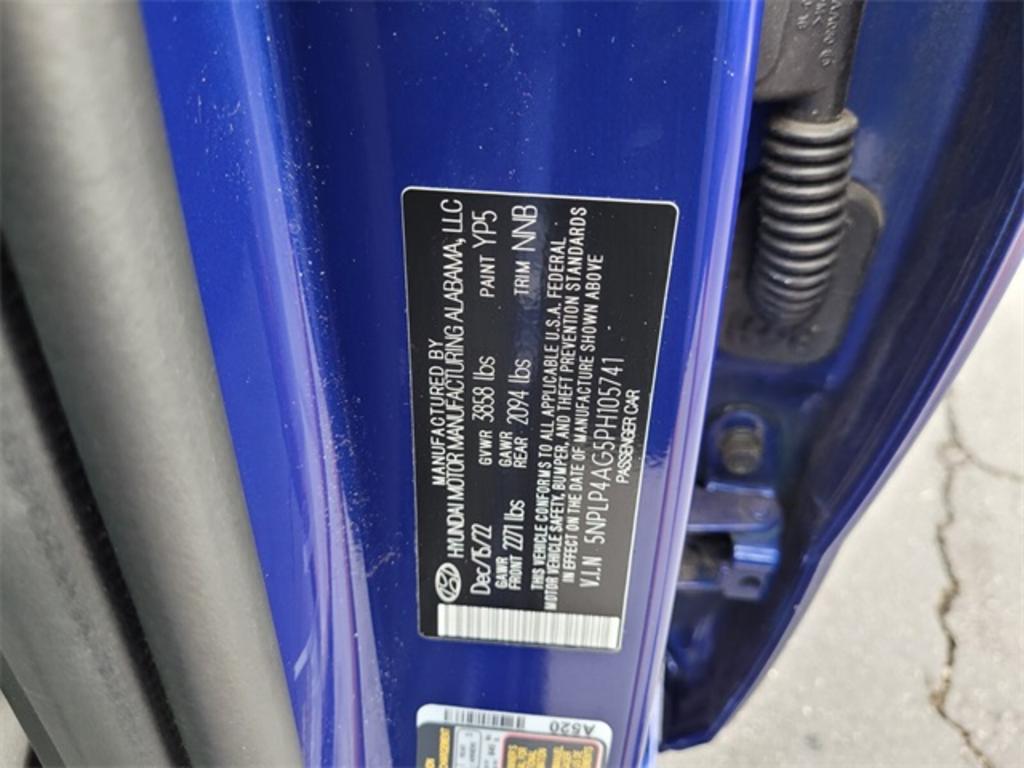 MANUFACTURED BY
HYUNDAI MOTOR MANUFACTURING ALABAMA, LLC
Dec/15/22 GVWR 3858 lbs PAINT YP5
GAWR FRONT 2271 lbs GAWR REAR 2094 lbs TRIM NNB
THIS VEHICLE CONFORMS TO ALL APPLICABLE U.S.A. FEDERAL
MOTOR VEHICLE SAFETY, BUMPER, AND THEFT PREVENTION STANDARDS
IN EFFECT ON THE DATE OF MANUFACTURE SHOWN ABOVE
V.I.N 5NPLP4AG5PH105741
PASSENGER CAR
A520